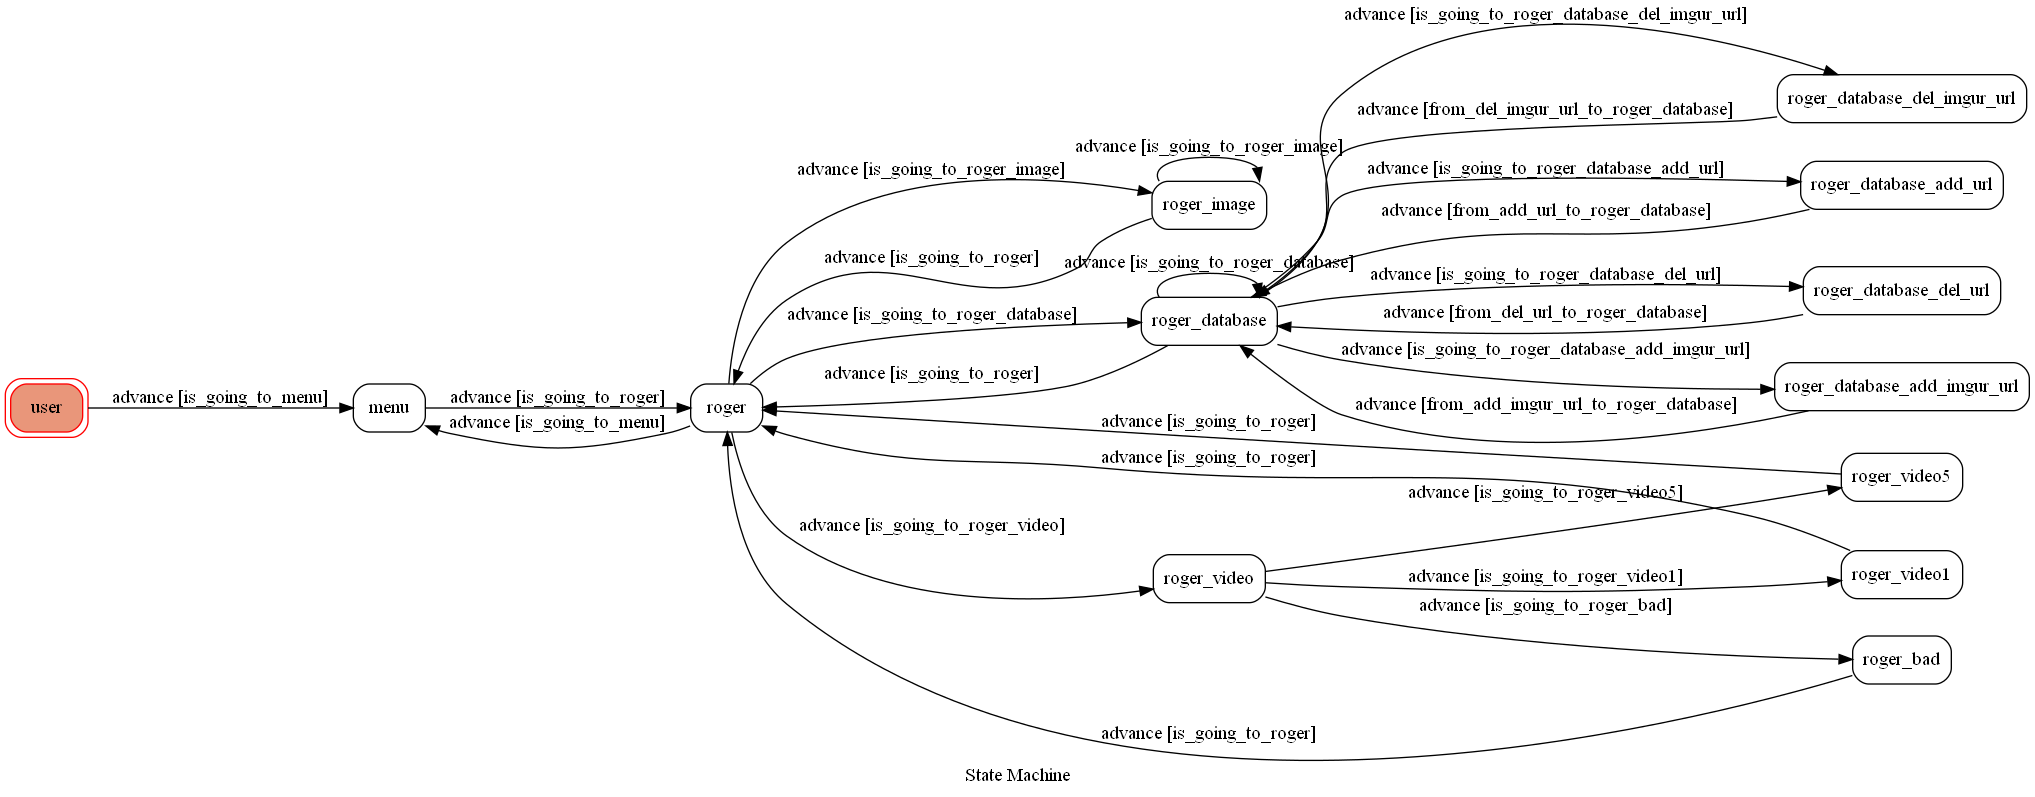 advance [is_going_to_roger_database_del_imgur_url]
roger_database_del_imgur_url
advance [from_del_imgur_url_to_roger_database]
advance [is_going_to_roger_image]
advance [is_going_to_roger_image]
advance [is_going_to_roger_database_add_url]
roger_database_add_url
roger_image
advance [from_add_url_to_roger_database]
advance [is_going_to_roger]
advance [is_going_to_roger_database]
advance [is_going_to_roger_database_del_url]
roger_database_del_url
advance [is_going_to_roger_database]
roger_database
advance [from_del_url_to_roger_database]
advance [is_going_to_roger_database_add_imgur_url]
advance [is_going_to_roger]
roger_database_add_imgur_url
advance [is_going_to_menu]
advance [is_going_to_roger]
user
menu
roger
advance [from_add_imgur_url_to_roger_database]
advance [is_going_to_menu]
advance [is_going_to_roger]
advance [is_going_to_roger]
roger_video5
advance [is_going_to_roger_video5]
advance [is_going_to_roger_video]
roger_video
advance [is_going_to_roger_video1]
roger_video1
advance [is_going_to_roger_bad]
roger_bad
advance [is_going_to_roger]
State Machine